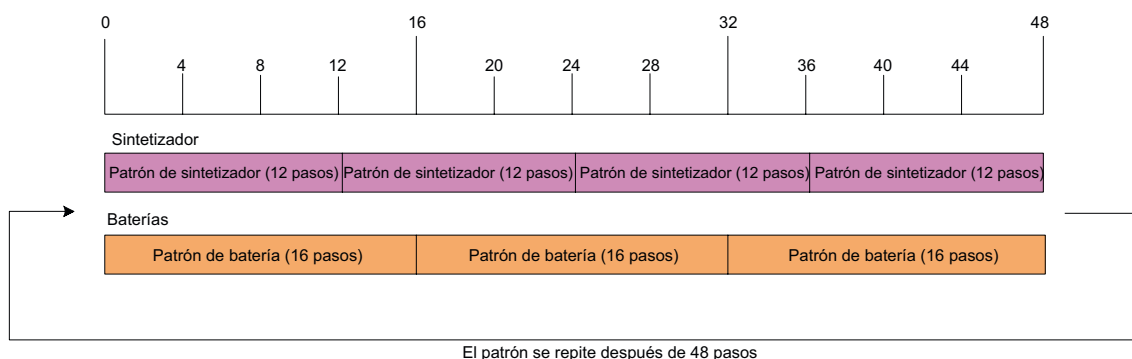 0 16 32 48
4 8 12 20 24 28 36 40 44
Sintetizador
Patrón de sintetizador (12 pasos) Patrón de sintetizador (12 pasos) Patrón de sintetizador (12 pasos) Patrón de sintetizador (12 pasos)
Baterías
Patrón de batería (16 pasos) Patrón de batería (16 pasos) Patrón de batería (16 pasos)
El patrón se repite después de 48 pasos